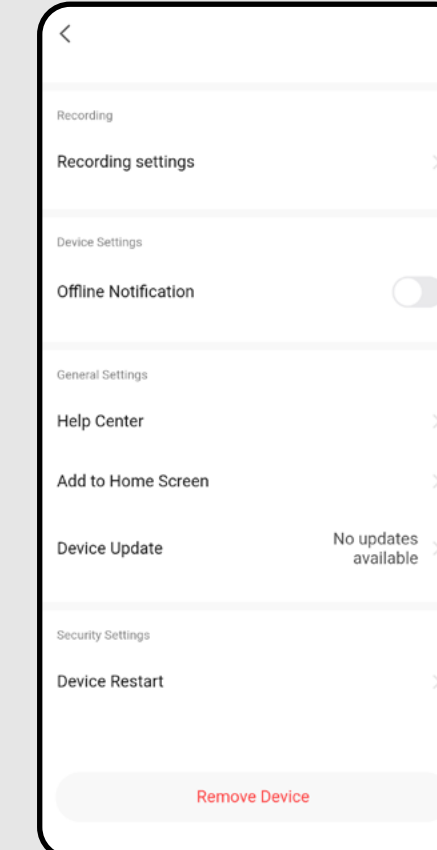 Recording
Recording settings
Device Settings
Offline Notification
General Settings
Help Center
Add to Home Screen
Device Update
No updates
available
Security Settings
Device Restart
Remove Device